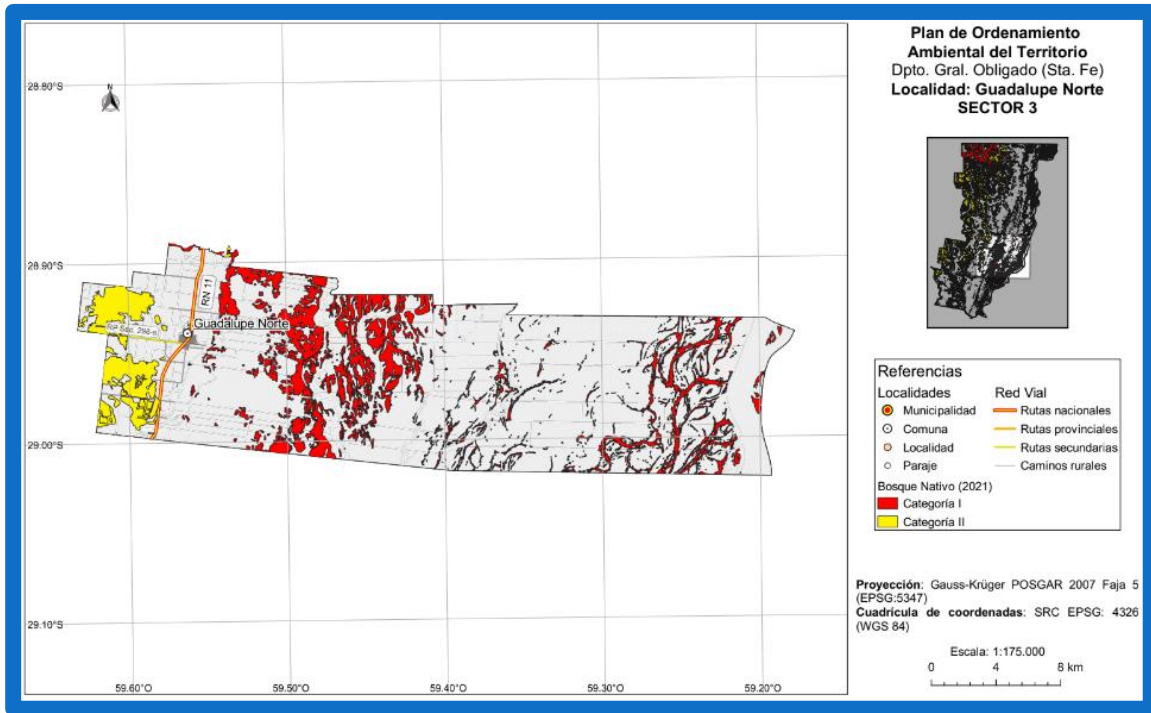 Plan de Ordenamiento
Ambiental del Territorio
Dpto. Gral. Obligado (Sta. Fe)
Localidad: Guadalupe Norte
SECTOR 3
28.80°S
N
28.90°S
RN 11
Guadalupe Norte
29.00°S
29.10°S
59.60°O
59.50°O
59.40°O
59.30°O
59.20°O
Referencias
Localidades
Municipalidad
Comuna
Localidad
Paraje
Red Vial
Rutas nacionales
Rutas provinciales
Rutas secundarias
Caminos rurales
Bosque Nativo (2021)
Categoría I
Categoría II
Proyección: Gauss-Krüger POSGAR 2007 Faja 5
(EPSG:5347)
Cuadrícula de coordenadas: SRC EPSG: 4326
(WGS 84)
Escala: 1:175.000
0 4 8 km